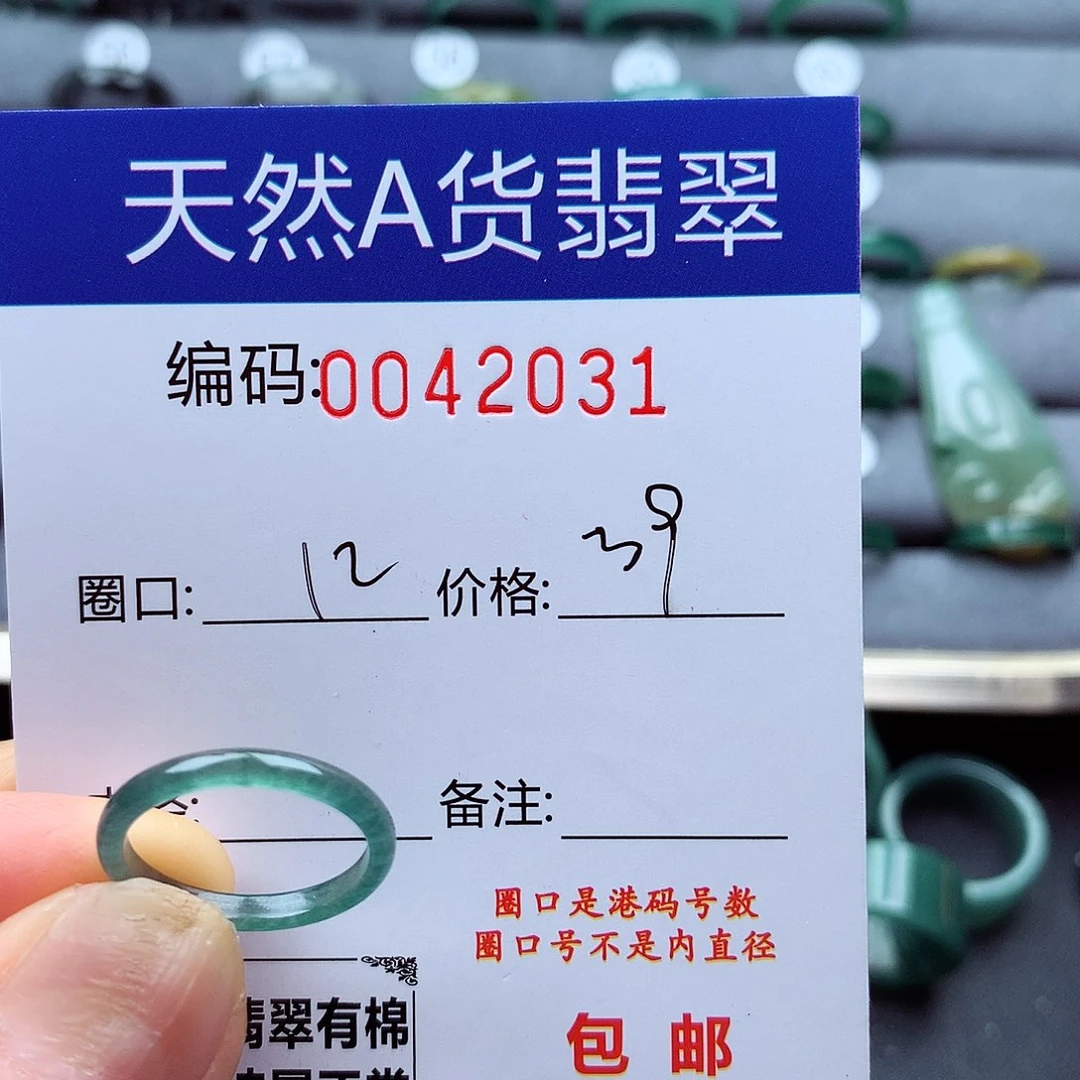 天然A货翡翠
编码:0042031
圈口: 12 价格: 39
备注:
圈口是港码号数
圈口号不是内直径
翡翠有棉
包 邮